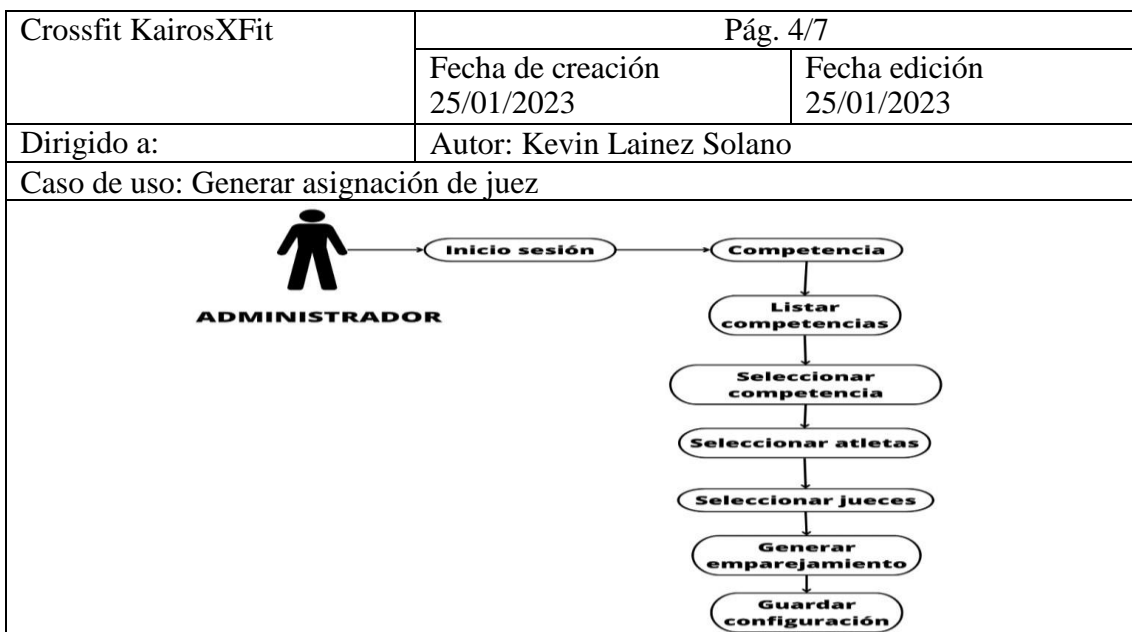 Crossfit KairosXFit
Pág. 4/7
Fecha de creación
25/01/2023
Fecha edición
25/01/2023
Dirigido a:
Autor: Kevin Lainez Solano
Caso de uso: Generar asignación de juez
ADMINISTRADOR
Inicio sesión
Competencia
Listar
competencias
Seleccionar
competencia
Seleccionar atletas
Seleccionar jueces
Generar
emparejamiento
Guardar
configuración